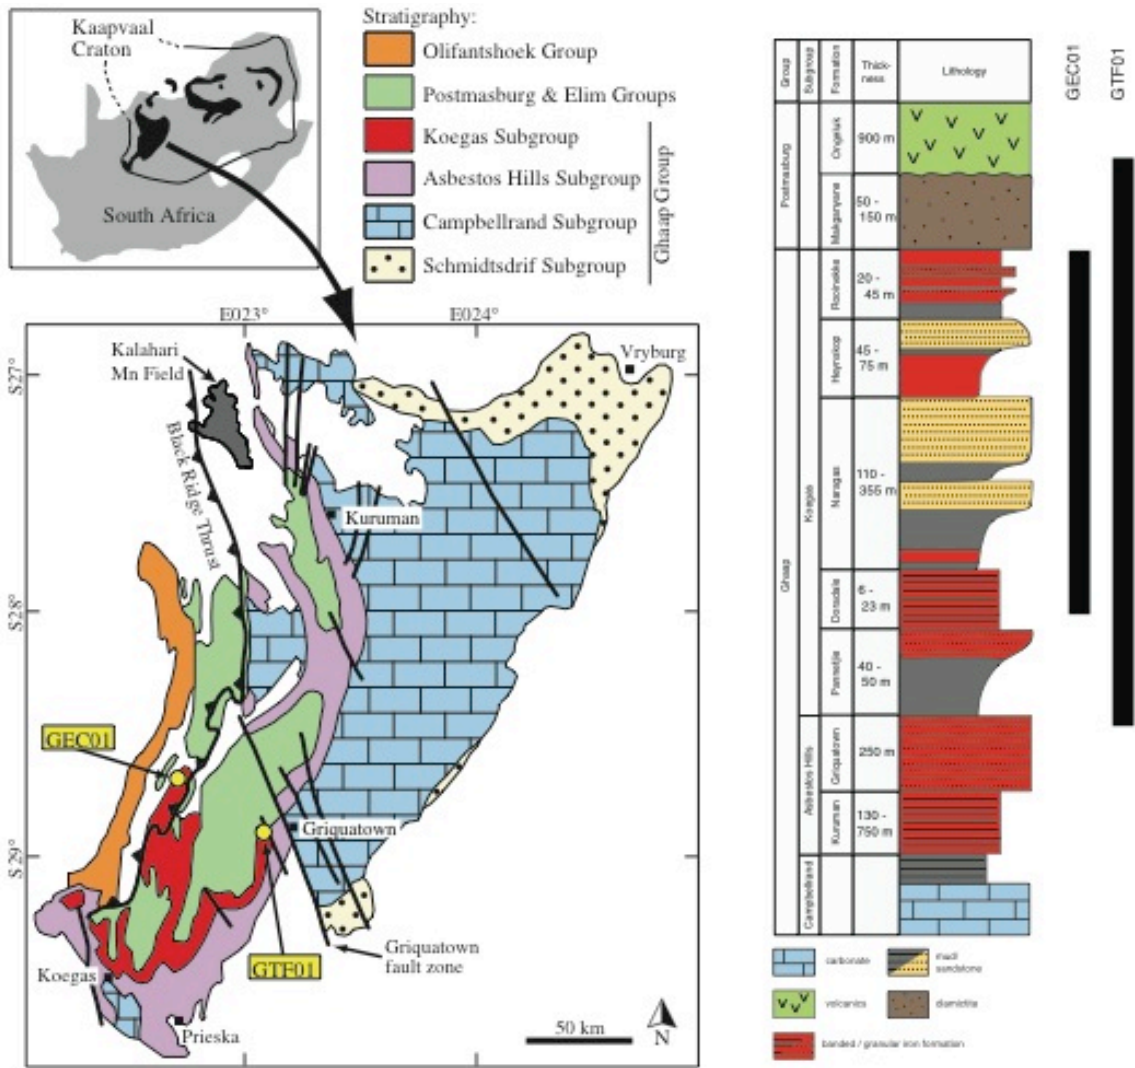 Kaapvaal
Craton
South Africa
Stratigraphy:
Olifantshoek Group
Postmasburg & Elim Groups
Koegas Subgroup
Asbestos Hills Subgroup
Campbellrand Subgroup
Schmidtsdrif Subgroup
Ghaap Group
E023°
E024°
S27°
S28°
S29°
Kalahari
Mn Field
Vryburg
Black Ridge Thrust
Kuruman
GEC01
Griquatown
GTF01
Griquatown
fault zone
Koegas
Prieska
50 km
N
Group
Subgroup
Formation
Thick-
ness
Lithology
GEC01
GTF01
Postmasburg
Ongeluk
900 m
Makganyene
50 -
150 m
Ghaap
Koegas
Rooinekke
20 -
45 m
Heynskop
45 -
75 m
Naragas
110 -
355 m
Doradale
6 -
23 m
Pannetjie
40 -
50 m
Asbestos Hills
Griquatown
250 m
Kuruman
130 -
750 m
Campbellrand
carbonate
mud/
sandstone
volcanics
diamictite
banded / granular iron formation